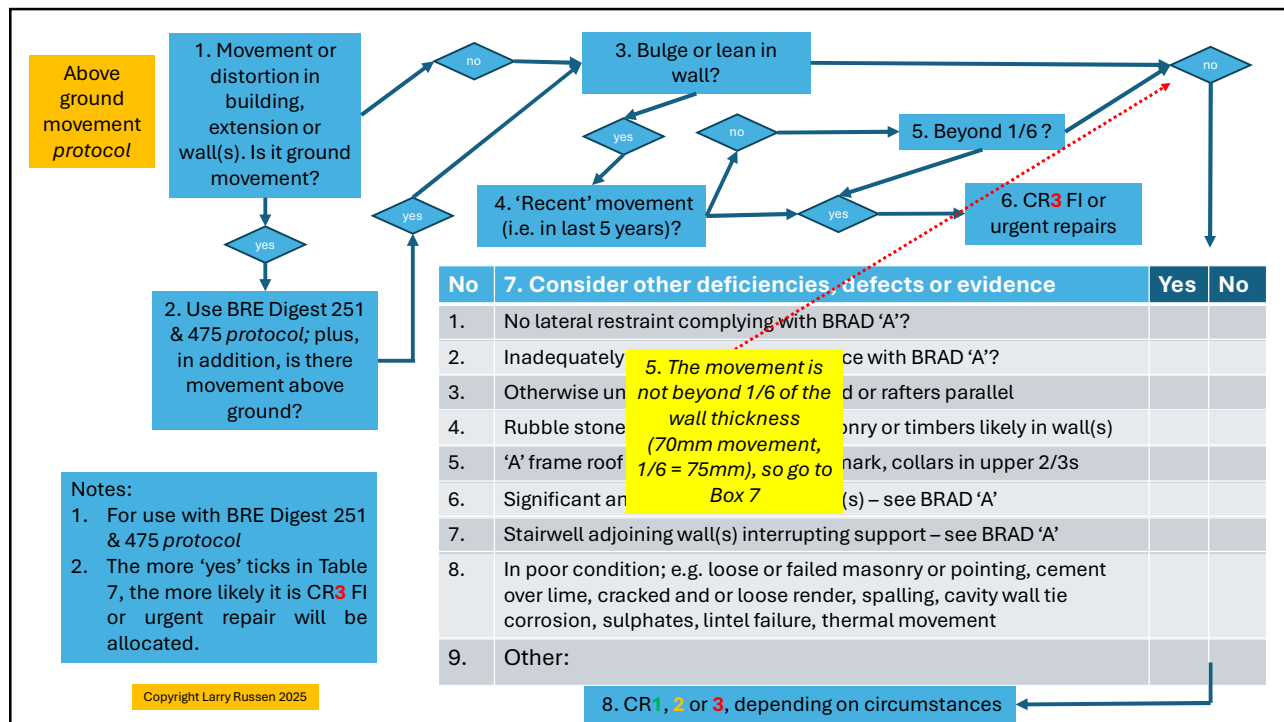 Above
ground
movement
protocol
1. Movement or
distortion in
building,
extension or
wall(s). Is it ground
movement?
no
yes
2. Use BRE Digest 251
& 475 protocol; plus,
in addition, is there
movement above
ground?
yes
3. Bulge or lean in
wall?
no
yes
4. ‘Recent’ movement
(i.e. in last 5 years)?
no
5. Beyond 1/6 ?
yes
6. CR3 FI or
urgent repairs
No 7. Consider other deficiencies, defects or evidence Yes No
1. No lateral restraint complying with BRAD ‘A’?
2. Inadequately ce with BRAD ‘A’?
3. Otherwise un d or rafters parallel
4. Rubble stone onry or timbers likely in wall(s)
5. ‘A’ frame roof mark, collars in upper 2/3s
6. Significant an (s) – see BRAD ‘A’
7. Stairwell adjoining wall(s) interrupting support – see BRAD ‘A’
8. In poor condition; e.g. loose or failed masonry or pointing, cement
over lime, cracked and or loose render, spalling, cavity wall tie
corrosion, sulphates, lintel failure, thermal movement
9. Other:
5. The movement is
not beyond 1/6 of the
wall thickness
(70mm movement,
1/6 = 75mm), so go to
Box 7
8. CR1, 2 or 3, depending on circumstances
Notes:
1. For use with BRE Digest 251
& 475 protocol
2. The more ‘yes’ ticks in Table
7, the more likely it is CR3 FI
or urgent repair will be
allocated.
Copyright Larry Russen 2025